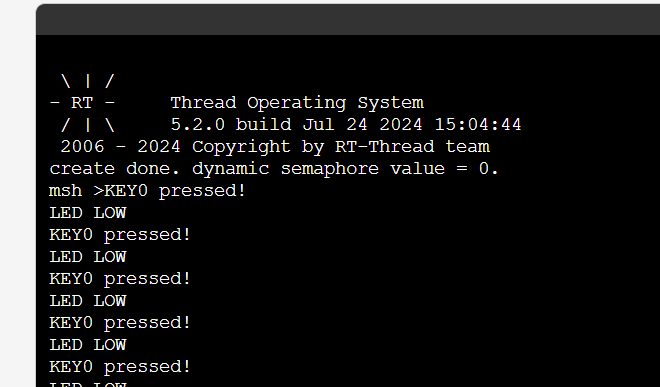 \ | /
- RT -     Thread Operating System
/ | \     5.2.0 build Jul 24 2024 15:04:44
2006 - 2024 Copyright by RT-Thread team
create done. dynamic semaphore value = 0.
msh >KEY0 pressed!
LED LOW
KEY0 pressed!
LED LOW
KEY0 pressed!
LED LOW
KEY0 pressed!
LED LOW
KEY0 pressed!
LED LOW